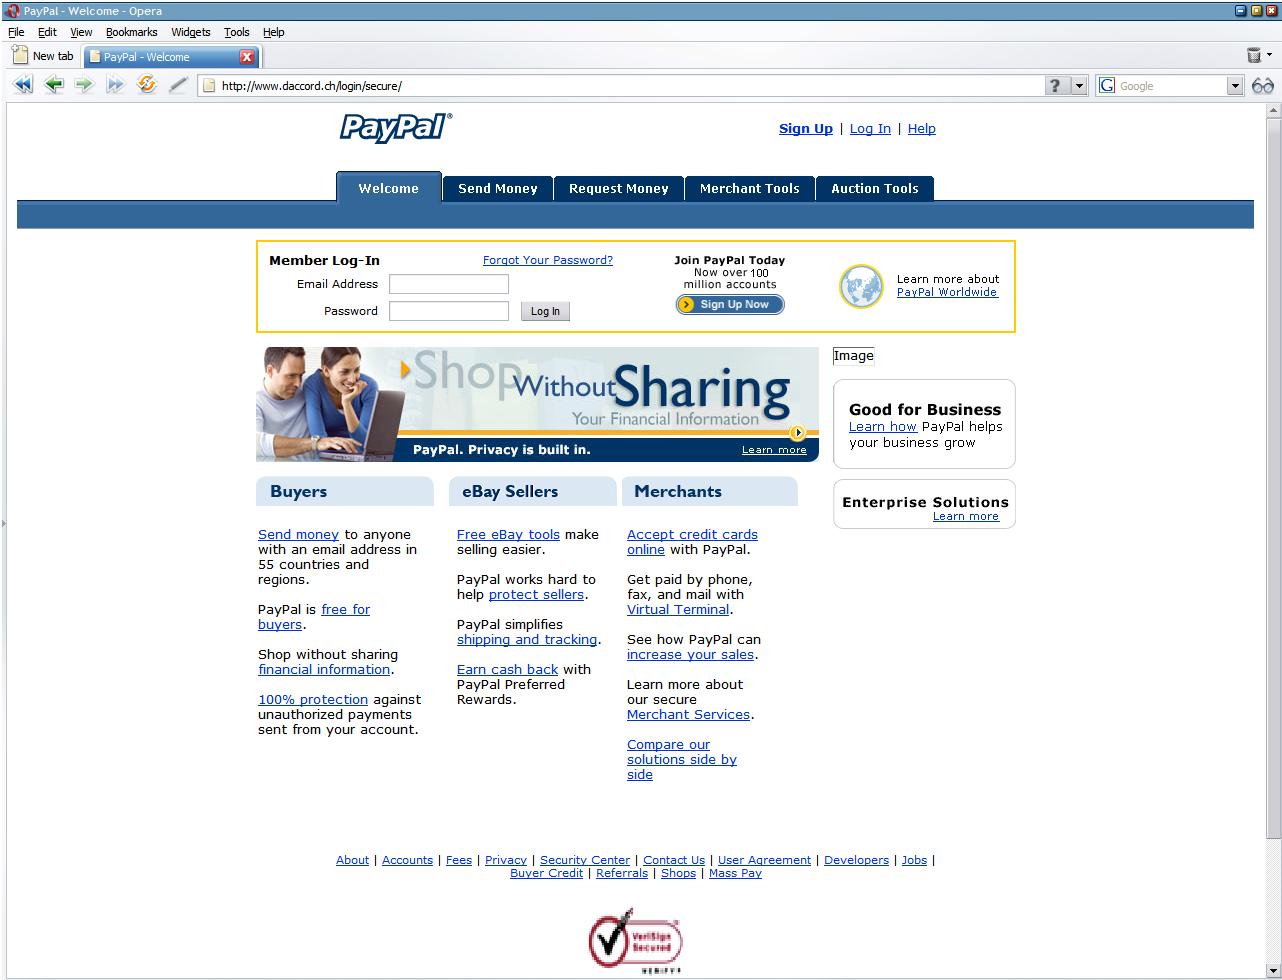 PayPal - Welcome - Opera
File Edit View Bookmarks Widgets Tools Help
New tab PayPal - Welcome
http://www.daccord.ch/login/secure/ ? G Google
PayPal®
Sign Up | Log In | Help
Welcome Send Money Request Money Merchant Tools Auction Tools
Member Log-In Forgot Your Password?
Email Address
Password Log In
Join PayPal Today
Now over 100
million accounts
Sign Up Now
Learn more about
PayPal Worldwide
Shop Without Sharing
Your Financial Information
PayPal. Privacy is built in. Learn more
Image
Good for Business
Learn how PayPal helps
your business grow
Enterprise Solutions
Learn more
Buyers
Send money to anyone
with an email address in
55 countries and
regions.
PayPal is free for
buyers.
Shop without sharing
financial information.
100% protection against
unauthorized payments
sent from your account.
eBay Sellers
Free eBay tools make
selling easier.
PayPal works hard to
help protect sellers.
PayPal simplifies
shipping and tracking.
Earn cash back with
PayPal Preferred
Rewards.
Merchants
Accept credit cards
online with PayPal.
Get paid by phone,
fax, and mail with
Virtual Terminal.
See how PayPal can
increase your sales.
Learn more about
our secure
Merchant Services.
Compare our
solutions side by
side
About | Accounts | Fees | Privacy | Security Center | Contact Us | User Agreement | Developers | Jobs |
Buyer Credit | Referrals | Shops | Mass Pay
VeriSign
Secured
VERIFY